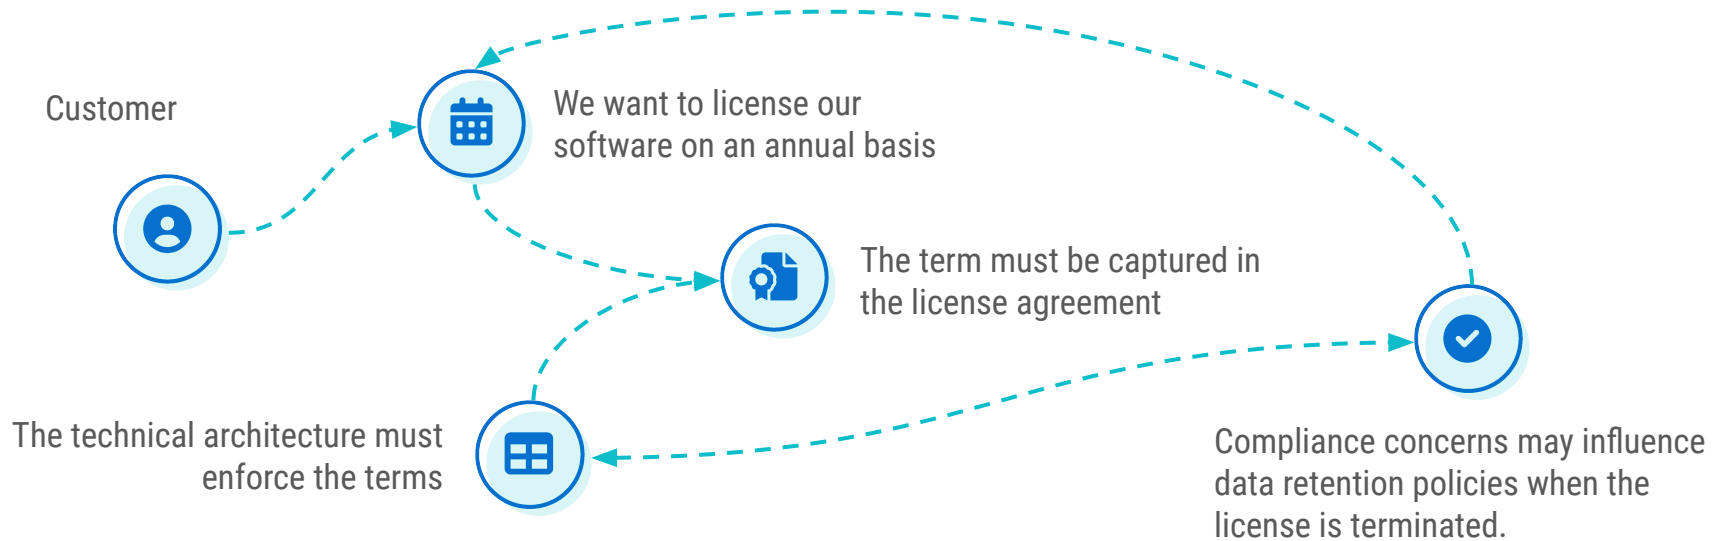 Customer
We want to license our
software on an annual basis
The term must be captured in
the license agreement
The technical architecture must
enforce the terms
Compliance concerns may influence
data retention policies when the
license is terminated.